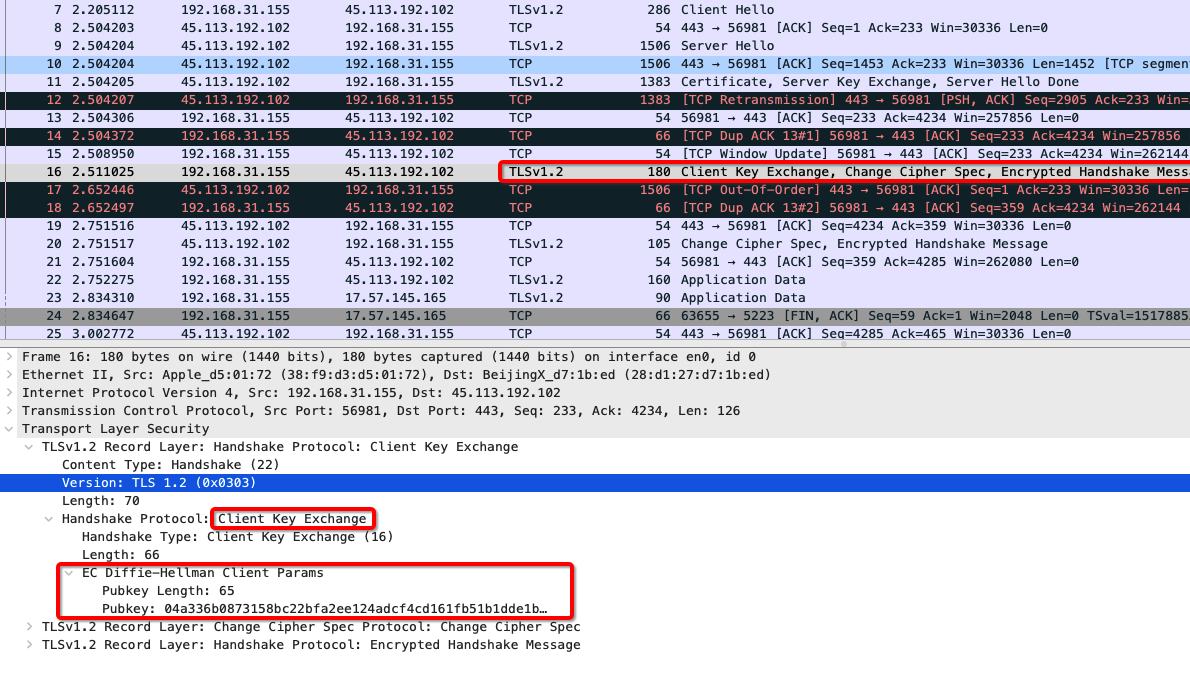 7 2.205112 192.168.31.155 45.113.192.102 TLSv1.2 286 Client Hello
8 2.504203 45.113.192.102 192.168.31.155 TCP 54 443 → 56981 [ACK] Seq=1 Ack=233 Win=30336 Len=0
9 2.504204 45.113.192.102 192.168.31.155 TLSv1.2 1506 Server Hello
10 2.504204 45.113.192.102 192.168.31.155 TCP 1506 443 → 56981 [ACK] Seq=1453 Ack=233 Win=30336 Len=1452 [TCP segmen
11 2.504205 45.113.192.102 192.168.31.155 TLSv1.2 1383 Certificate, Server Key Exchange, Server Hello Done
12 2.504207 45.113.192.102 192.168.31.155 TCP 1383 [TCP Retransmission] 443 → 56981 [PSH, ACK] Seq=2905 Ack=233 Win=
13 2.504306 192.168.31.155 45.113.192.102 TCP 54 56981 → 443 [ACK] Seq=233 Ack=4234 Win=257856 Len=0
14 2.504372 192.168.31.155 45.113.192.102 TCP 66 [TCP Dup ACK 13#1] 56981 → 443 [ACK] Seq=233 Ack=4234 Win=257856
15 2.508950 192.168.31.155 45.113.192.102 TCP 54 [TCP Window Update] 56981 → 443 [ACK] Seq=233 Ack=4234 Win=262144
16 2.511025 192.168.31.155 45.113.192.102 TLSv1.2 180 Client Key Exchange, Change Cipher Spec, Encrypted Handshake Messa
17 2.652446 45.113.192.102 192.168.31.155 TCP 1506 [TCP Out-Of-Order] 443 → 56981 [ACK] Seq=1 Ack=233 Win=30336 Len=
18 2.652497 192.168.31.155 45.113.192.102 TCP 66 [TCP Dup ACK 13#2] 56981 → 443 [ACK] Seq=359 Ack=4234 Win=262144
19 2.751516 45.113.192.102 192.168.31.155 TCP 54 443 → 56981 [ACK] Seq=4234 Ack=359 Win=30336 Len=0
20 2.751517 45.113.192.102 192.168.31.155 TLSv1.2 105 Change Cipher Spec, Encrypted Handshake Message
21 2.751604 192.168.31.155 45.113.192.102 TCP 54 56981 → 443 [ACK] Seq=359 Ack=4285 Win=262080 Len=0
22 2.752275 192.168.31.155 45.113.192.102 TLSv1.2 160 Application Data
23 2.834310 192.168.31.155 17.57.145.165 TLSv1.2 90 Application Data
24 2.834647 192.168.31.155 17.57.145.165 TCP 66 63655 → 5223 [FIN, ACK] Seq=59 Ack=1 Win=2048 Len=0 TSval=1517885
25 3.002772 45.113.192.102 192.168.31.155 TCP 54 443 → 56981 [ACK] Seq=4285 Ack=465 Win=30336 Len=0
Frame 16: 180 bytes on wire (1440 bits), 180 bytes captured (1440 bits) on interface en0, id 0
Ethernet II, Src: Apple_d5:01:72 (38:f9:d3:d5:01:72), Dst: BeijingX_d7:1b:ed (28:d1:27:d7:1b:ed)
Internet Protocol Version 4, Src: 192.168.31.155, Dst: 45.113.192.102
Transmission Control Protocol, Src Port: 56981, Dst Port: 443, Seq: 233, Ack: 4234, Len: 126
Transport Layer Security
TLSv1.2 Record Layer: Handshake Protocol: Client Key Exchange
Content Type: Handshake (22)
Version: TLS 1.2 (0x0303)
Length: 70
Handshake Protocol: Client Key Exchange
Handshake Type: Client Key Exchange (16)
Length: 66
EC Diffie-Hellman Client Params
Pubkey Length: 65
Pubkey: 04a336b0873158bc22bfa2ee124adcf4cd161fb51b1dde1b…
TLSv1.2 Record Layer: Change Cipher Spec Protocol: Change Cipher Spec
TLSv1.2 Record Layer: Handshake Protocol: Encrypted Handshake Message